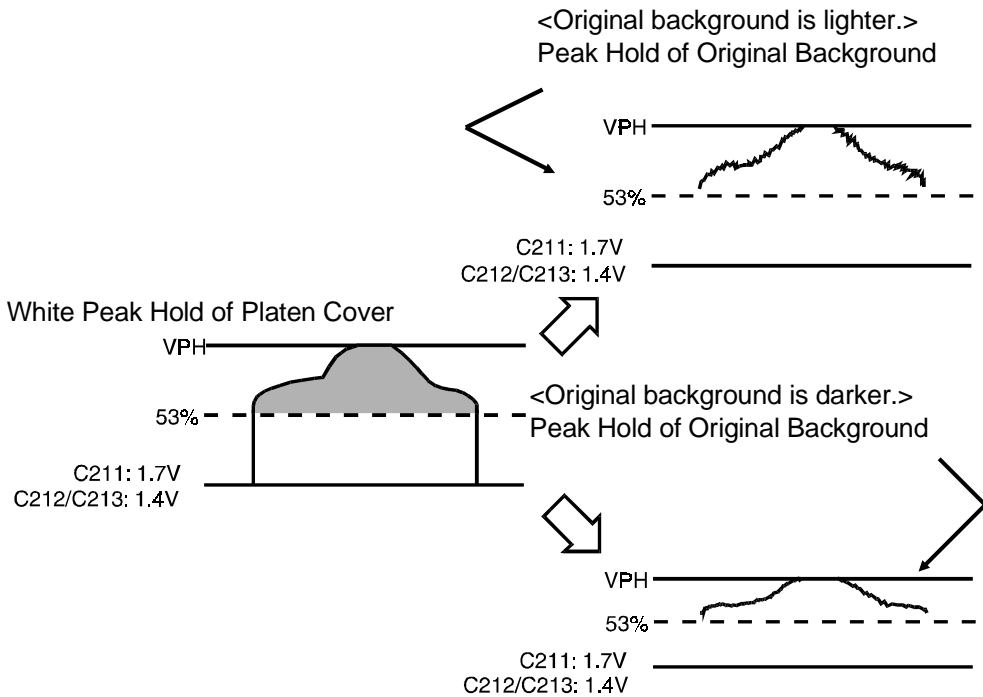 <Original background is lighter.>
Peak Hold of Original Background
VPH
53%
C211: 1.7V
C212/C213: 1.4V
White Peak Hold of Platen Cover
VPH
53%
C211: 1.7V
C212/C213: 1.4V
<Original background is darker.>
Peak Hold of Original Background
VPH
53%
C211: 1.7V
C212/C213: 1.4V